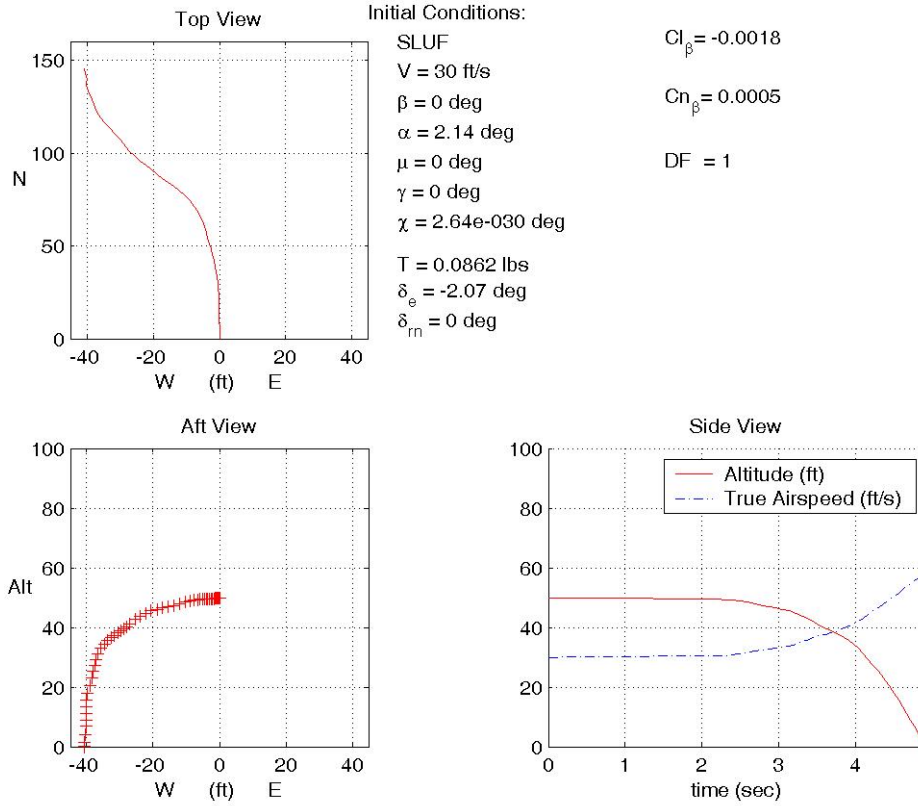 Top View
150
100
N
50
0
-40 -20 0 20 40
W (ft) E
Initial Conditions:
SLUF
V = 30 ft/s
β = 0 deg
α = 2.14 deg
μ = 0 deg
γ = 0 deg
χ = 2.64e-030 deg
T = 0.0862 lbs
δe = -2.07 deg
δrn = 0 deg
Clβ= -0.0018
Cnβ= 0.0005
DF = 1
Aft View
100
80
60
Alt
40
20
0
-40 -20 0 20 40
W (ft) E
Side View
100
80
60
40
20
0
0 1 2 3 4
time (sec)
Altitude (ft)
True Airspeed (ft/s)